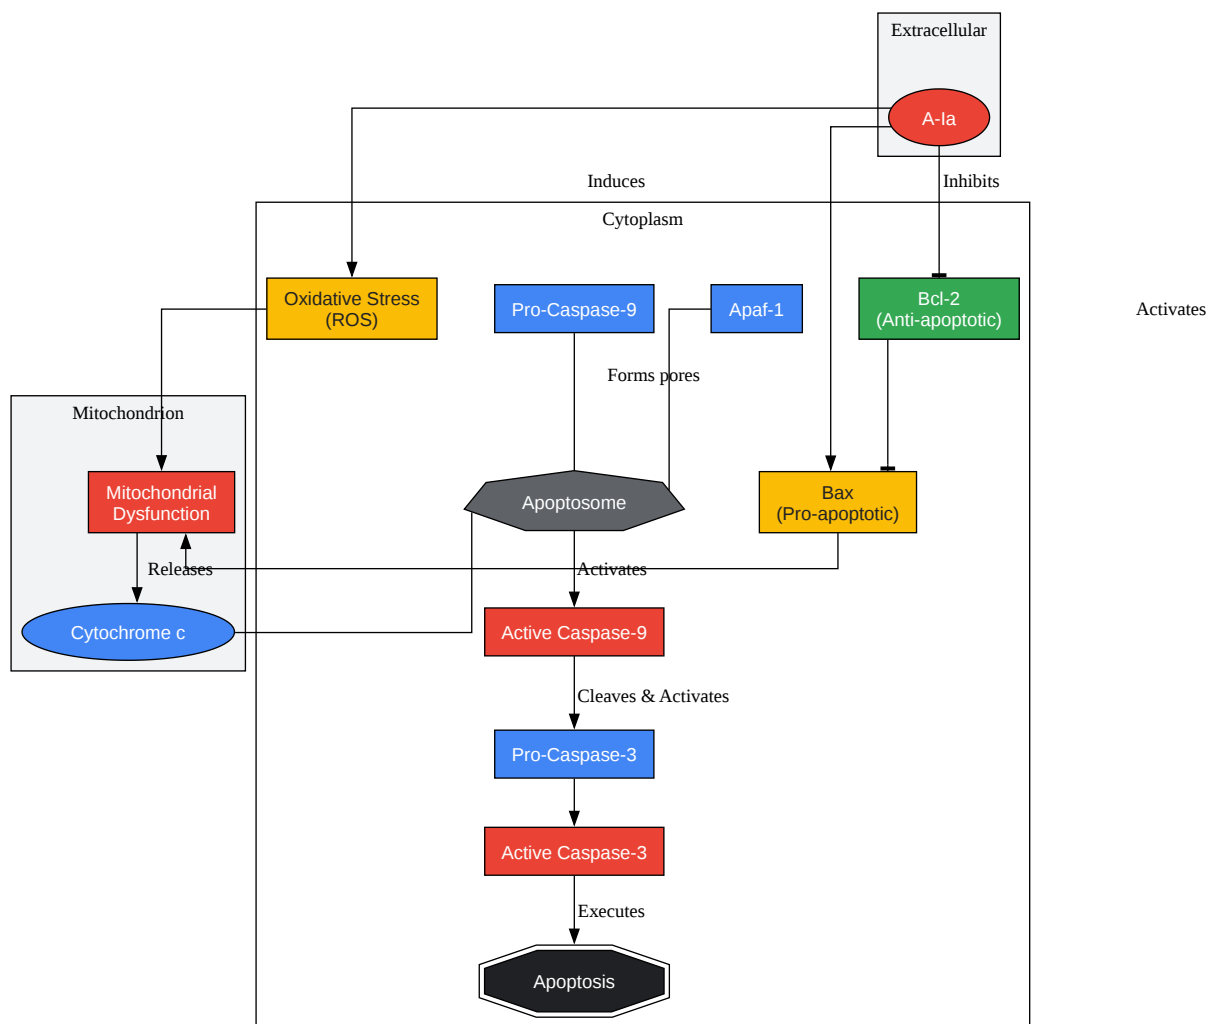 Extracellular
A-Ia
Induces
Inhibits
Cytoplasm
Oxidative Stress
(ROS)
Pro-Caspase-9
Apaf-1
Bcl-2
(Anti-apoptotic)
Activates
Forms pores
Mitochondrion
Mitochondrial
Dysfunction
Apoptosome
Bax
(Pro-apoptotic)
Releases
Activates
Cytochrome c
Active Caspase-9
Cleaves & Activates
Pro-Caspase-3
Active Caspase-3
Executes
Apoptosis